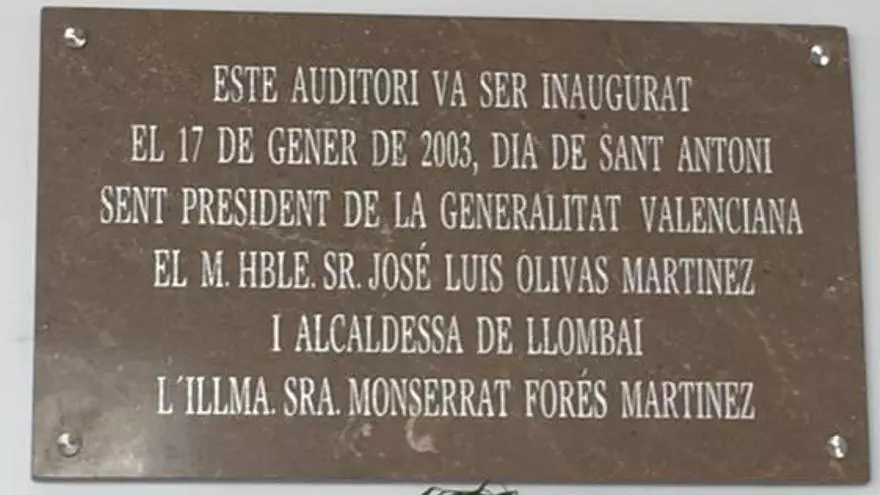 ESTE AUDITORI VA SER INAUGURAT
EL 17 DE GENER DE 2003, DIA DE SANT ANTONI
SENT PRESIDENT DE LA GENERALITAT VALENCIANA
EL M. HBLE. SR. JOSÉ LUIS OLIVAS MARTINEZ
I ALCALDESSA DE LLOMBAI
L´ILLMA. SRA. MONSERRAT FORÉS MARTINEZ